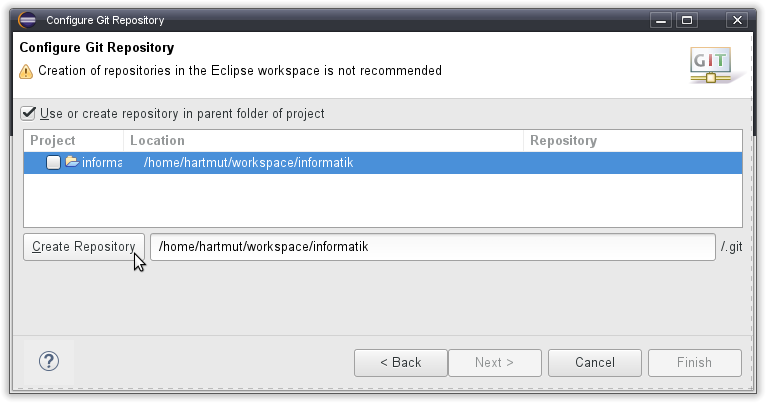 Configure Git Repository
Configure Git Repository
Creation of repositories in the Eclipse workspace is not recommended
GIT
Use or create repository in parent folder of project
Project Location Repository
informa /home/hartmut/workspace/informatik
Create Repository /home/hartmut/workspace/informatik /.git
? < Back Next > Cancel Finish